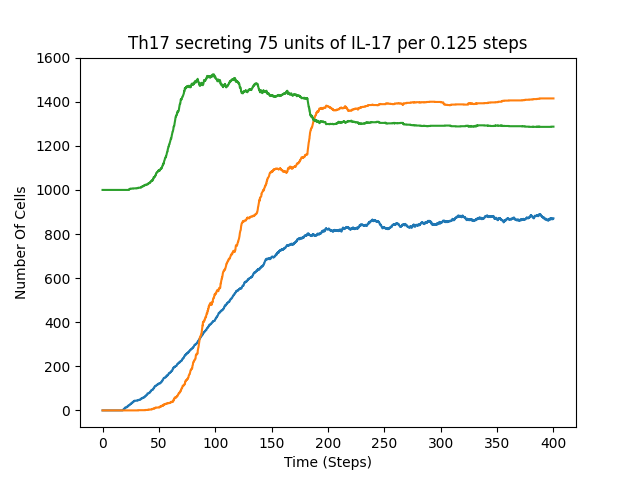 Th17 secreting 75 units of IL-17 per 0.125 steps
1600
1400
1200
1000
800
600
400
200
0
Number Of Cells
0 50 100 150 200 250 300 350 400
Time (Steps)